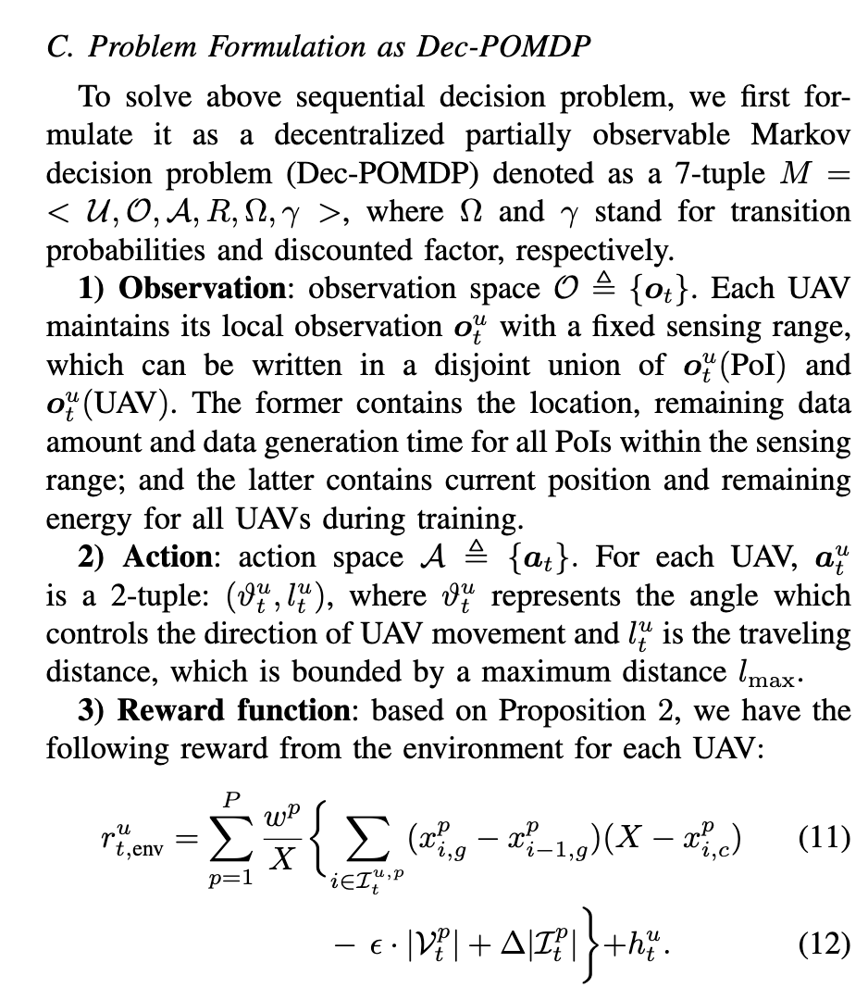 C. Problem Formulation as Dec-POMDP
To solve above sequential decision problem, we first for-
mulate it as a decentralized partially observable Markov
decision problem (Dec-POMDP) denoted as a 7-tuple $M =$
$< \mathcal{U}, \mathcal{O}, \mathcal{A}, R, \Omega, \gamma >$, where $\Omega$ and $\gamma$ stand for transition
probabilities and discounted factor, respectively.
1) Observation: observation space $\mathcal{O} \triangleq \{\boldsymbol{o}_t\}$. Each UAV
maintains its local observation $\boldsymbol{o}_t^u$ with a fixed sensing range,
which can be written in a disjoint union of $\boldsymbol{o}_t^u$(PoI) and
$\boldsymbol{o}_t^u$(UAV). The former contains the location, remaining data
amount and data generation time for all PoIs within the sensing
range; and the latter contains current position and remaining
energy for all UAVs during training.
2) Action: action space $\mathcal{A} \triangleq \{\boldsymbol{a}_t\}$. For each UAV, $\boldsymbol{a}_t^u$
is a 2-tuple: $(\vartheta_t^u, l_t^u)$, where $\vartheta_t^u$ represents the angle which
controls the direction of UAV movement and $l_t^u$ is the traveling
distance, which is bounded by a maximum distance $l_{\max}$.
3) Reward function: based on Proposition 2, we have the
following reward from the environment for each UAV:
$r_{t,\text{env}}^u = \sum_{p=1}^{P} \frac{w^p}{X} \Big\{ \sum_{i \in \mathcal{I}_t^{u,p}} (x_{i,g}^p - x_{i-1,g}^p)(X - x_{i,c}^p)$ (11)
$- \epsilon \cdot |\mathcal{V}_t^p| + \Delta|\mathcal{I}_t^p| \Big\} + h_t^u.$ (12)